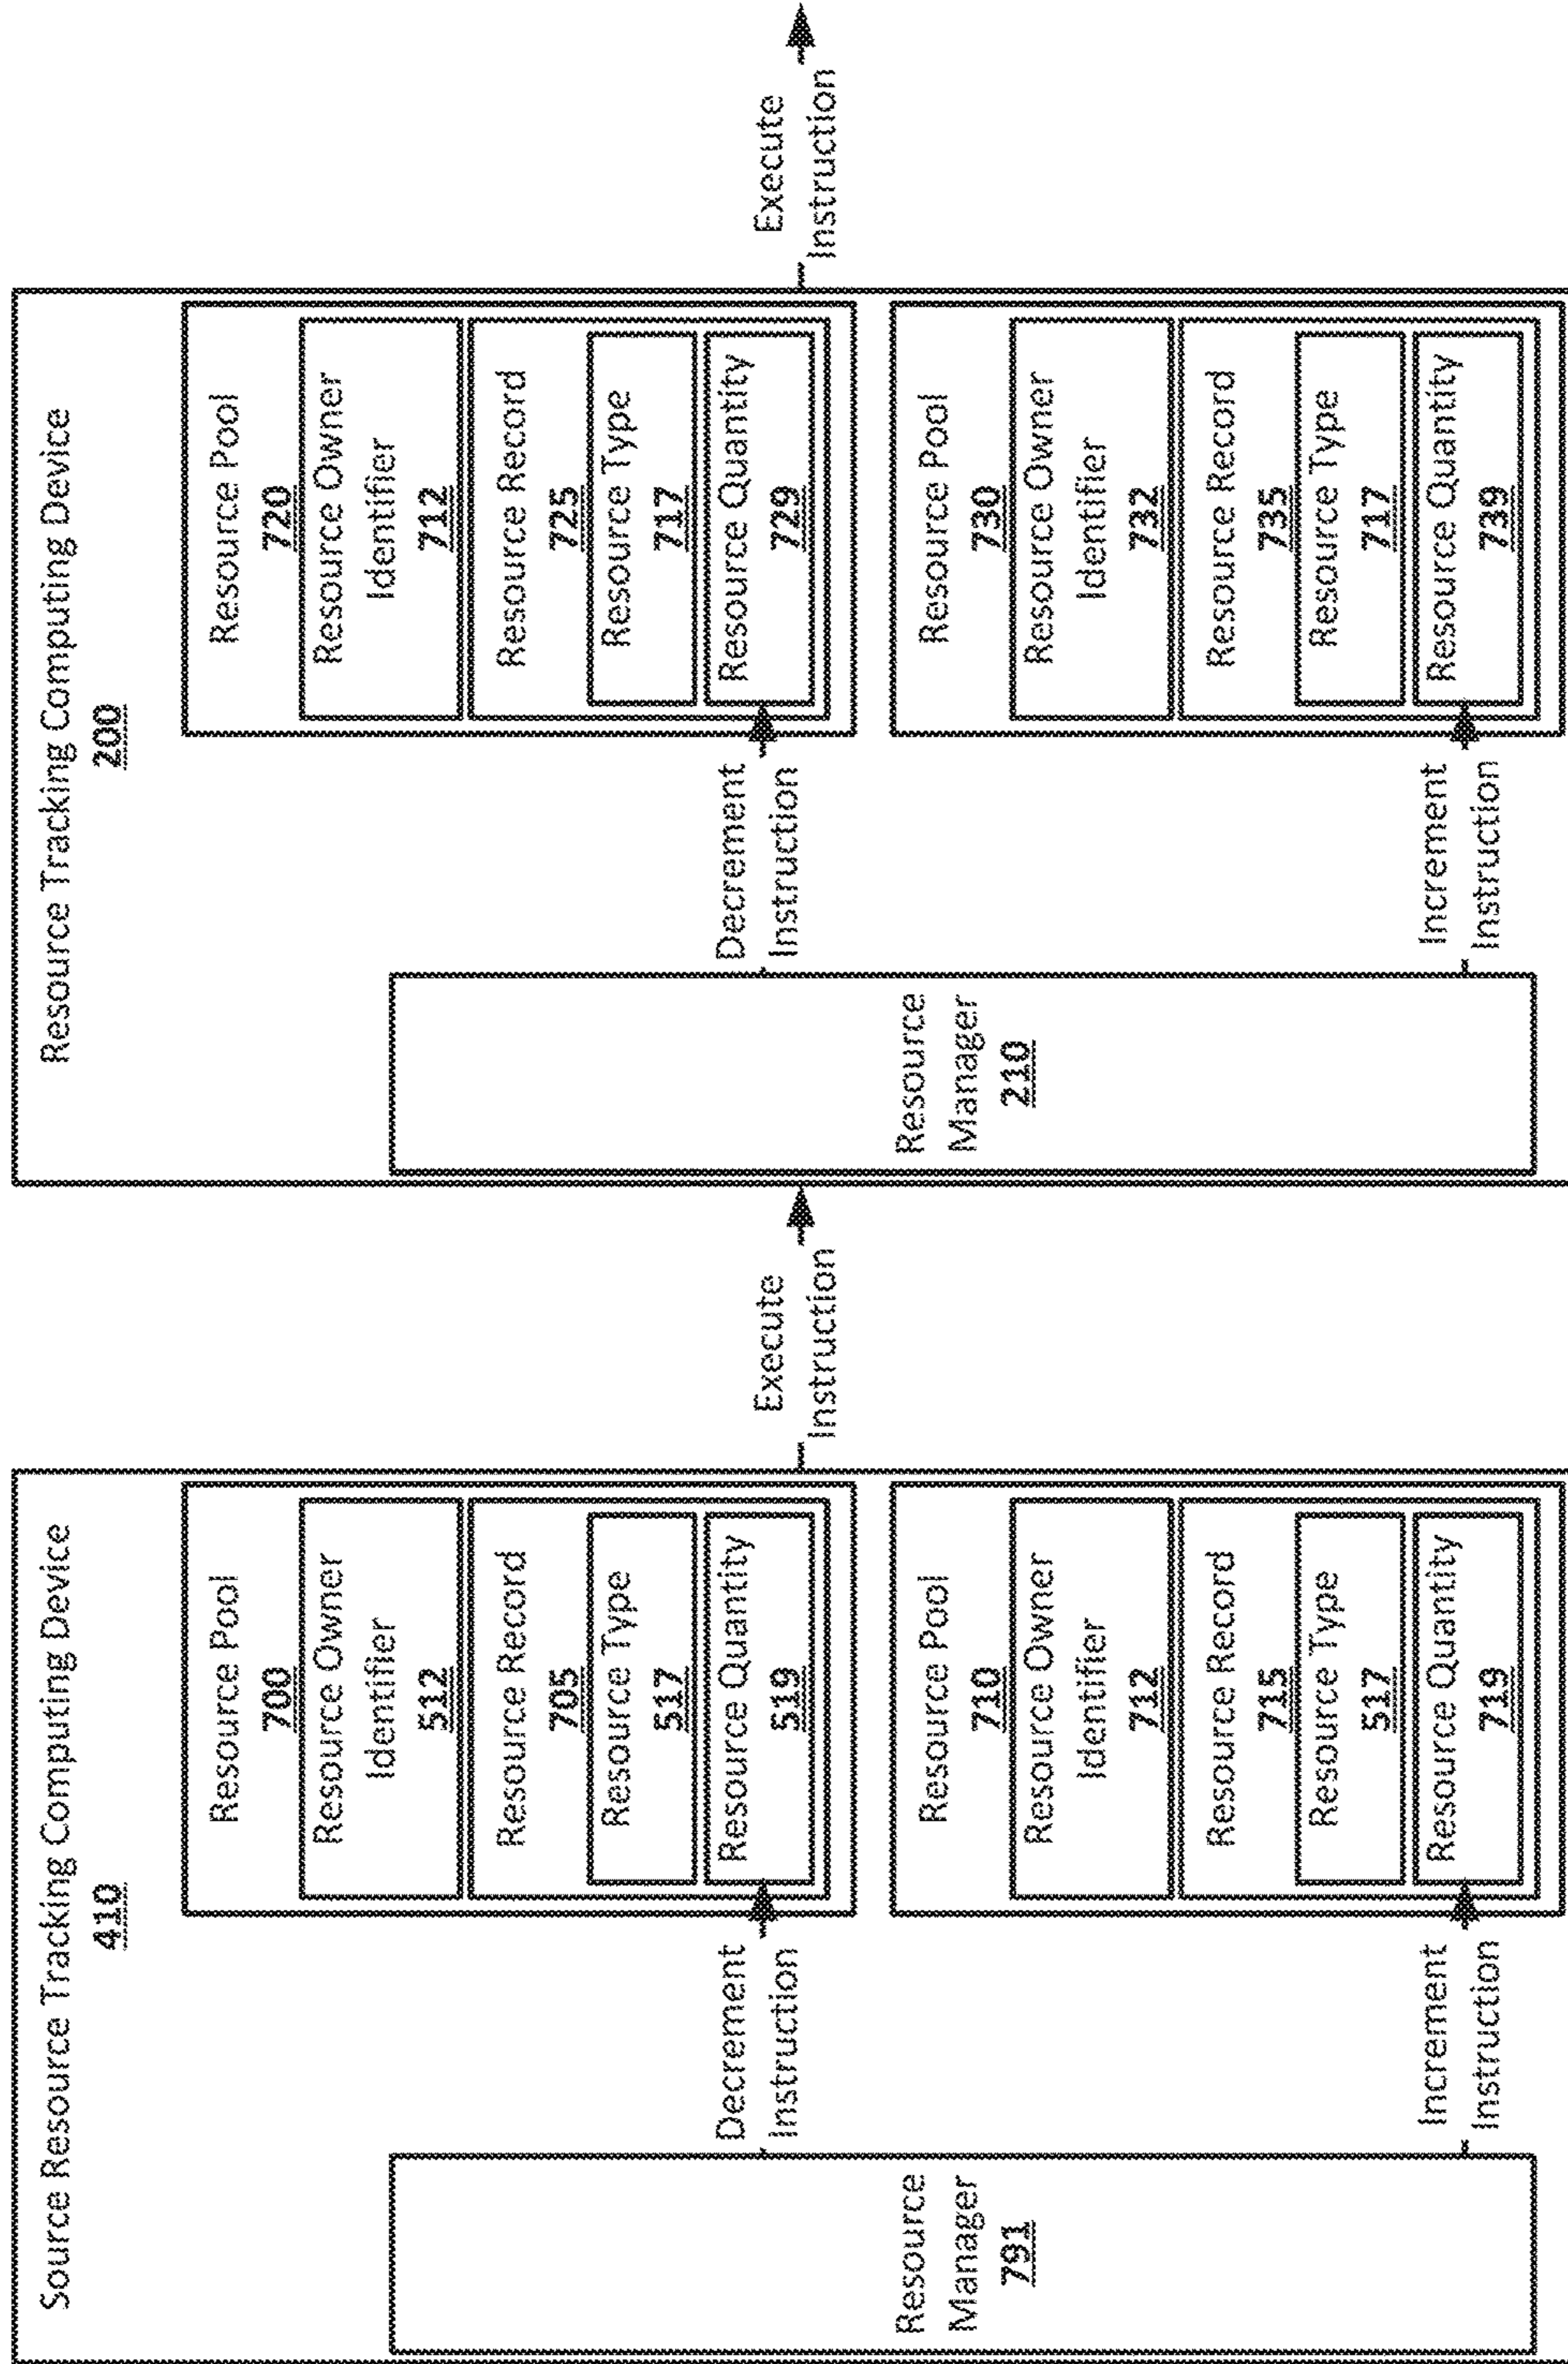 Source Resource Tracking Computing Device
410
Resource
Manager
791
Decrement
Instruction
Increment
Instruction
Resource Pool
700
Resource Owner
Identifier
512
Resource Record
705
Resource Type
517
Resource Quantity
519
Resource Pool
710
Resource Owner
Identifier
712
Resource Record
715
Resource Type
517
Resource Quantity
719
Execute
Instruction
Resource Tracking Computing Device
200
Resource
Manager
210
Decrement
Instruction
Increment
Instruction
Resource Pool
720
Resource Owner
Identifier
712
Resource Record
725
Resource Type
717
Resource Quantity
729
Resource Pool
730
Resource Owner
Identifier
732
Resource Record
735
Resource Type
717
Resource Quantity
739
Execute
Instruction